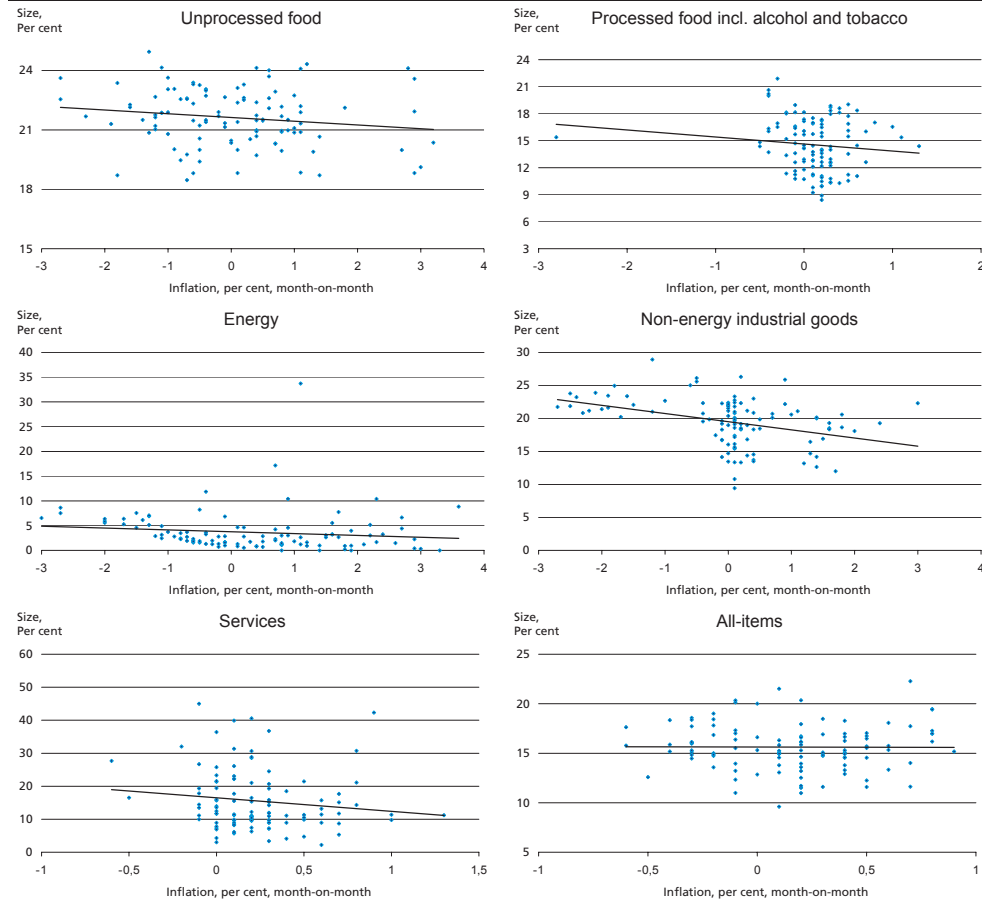 Size,
Per cent
Unprocessed food
24
21
18
15
-3 -2 -1 0 1 2 3 4
Inflation, per cent, month-on-month
Size,
Per cent
Processed food incl. alcohol and tobacco
24
21
18
15
12
9
6
3
-3 -2 -1 0 1 2
Inflation, per cent, month-on-month
Size,
Per cent
Energy
40
35
30
25
20
15
10
5
0
-3 -2 -1 0 1 2 3 4
Inflation, per cent, month-on-month
Size,
Per cent
Non-energy industrial goods
30
25
20
15
10
5
0
-3 -2 -1 0 1 2 3 4
Inflation, per cent, month-on-month
Size,
Per cent
Services
60
50
40
30
20
10
0
-1 -0,5 0 0,5 1 1,5
Inflation, per cent, month-on-month
Size,
Per cent
All-items
25
20
15
10
5
-1 -0,5 0 0,5 1
Inflation, per cent, month-on-month